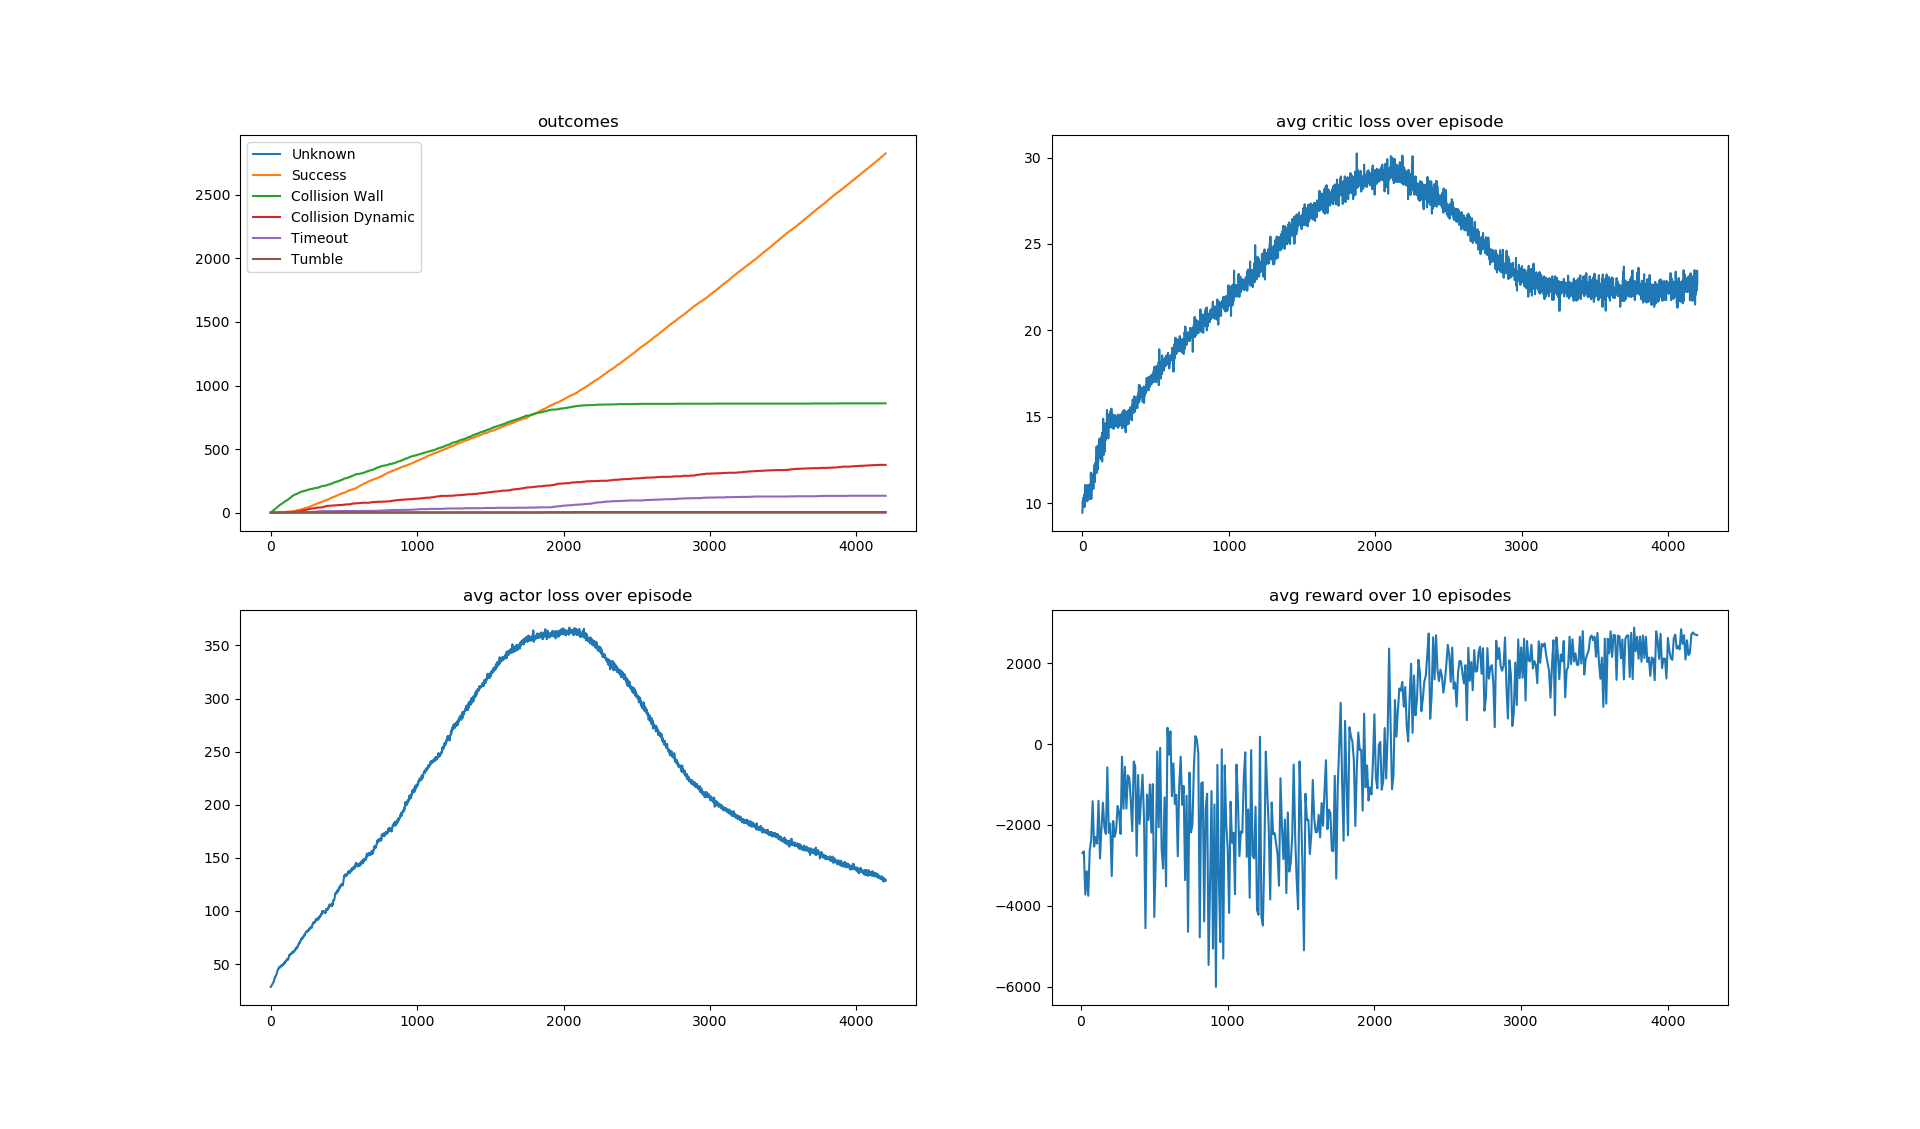 outcomes
Unknown
Success
Collision Wall
Collision Dynamic
Timeout
Tumble
2500
2000
1500
1000
500
0
0 1000 2000 3000 4000
avg critic loss over episode
30
25
20
15
10
0 1000 2000 3000 4000
avg actor loss over episode
350
300
250
200
150
100
50
0 1000 2000 3000 4000
avg reward over 10 episodes
2000
0
−2000
−4000
−6000
0 1000 2000 3000 4000